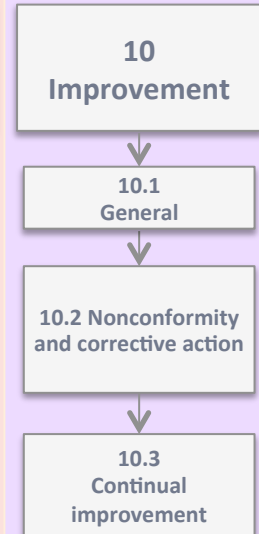 10
Improvement
10.1
General
10.2 Nonconformity
and corrective action
10.3
Continual
improvement